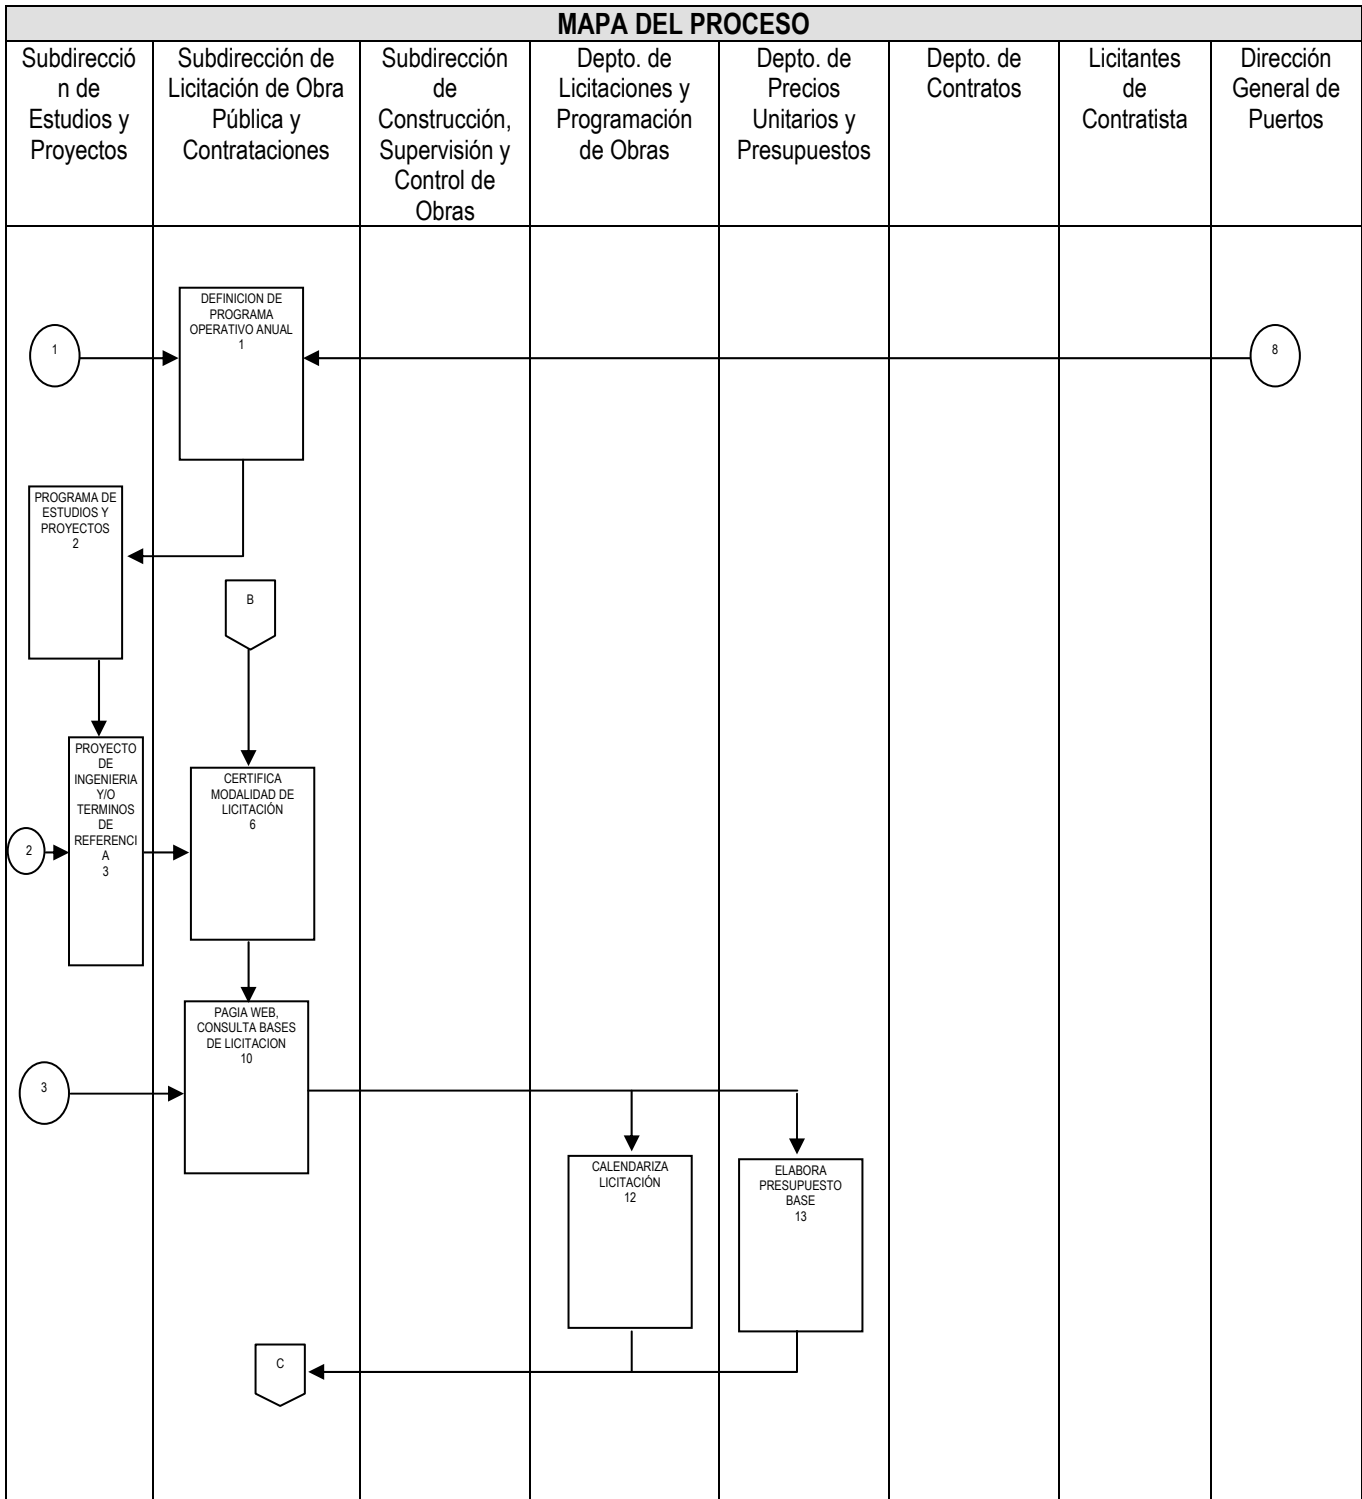 MAPA DEL PROCESO
Subdirecció
n de
Estudios y
Proyectos
Subdirección de
Licitación de Obra
Pública y
Contrataciones
Subdirección
de
Construcción,
Supervisión y
Control de
Obras
Depto. de
Licitaciones y
Programación
de Obras
Depto. de
Precios
Unitarios y
Presupuestos
Depto. de
Contratos
Licitantes
de
Contratista
Dirección
General de
Puertos
1
DEFINICION DE
PROGRAMA
OPERATIVO ANUAL
1
8
PROGRAMA DE
ESTUDIOS Y
PROYECTOS
2
B
2
PROYECTO
DE
INGENIERIA
Y/O
TERMINOS
DE
REFERENCI
A
3
CERTIFICA
MODALIDAD DE
LICITACIÓN
6
3
PAGIA WEB,
CONSULTA BASES
DE LICITACION
10
CALENDARIZA
LICITACIÓN
12
ELABORA
PRESUPUESTO
BASE
13
C